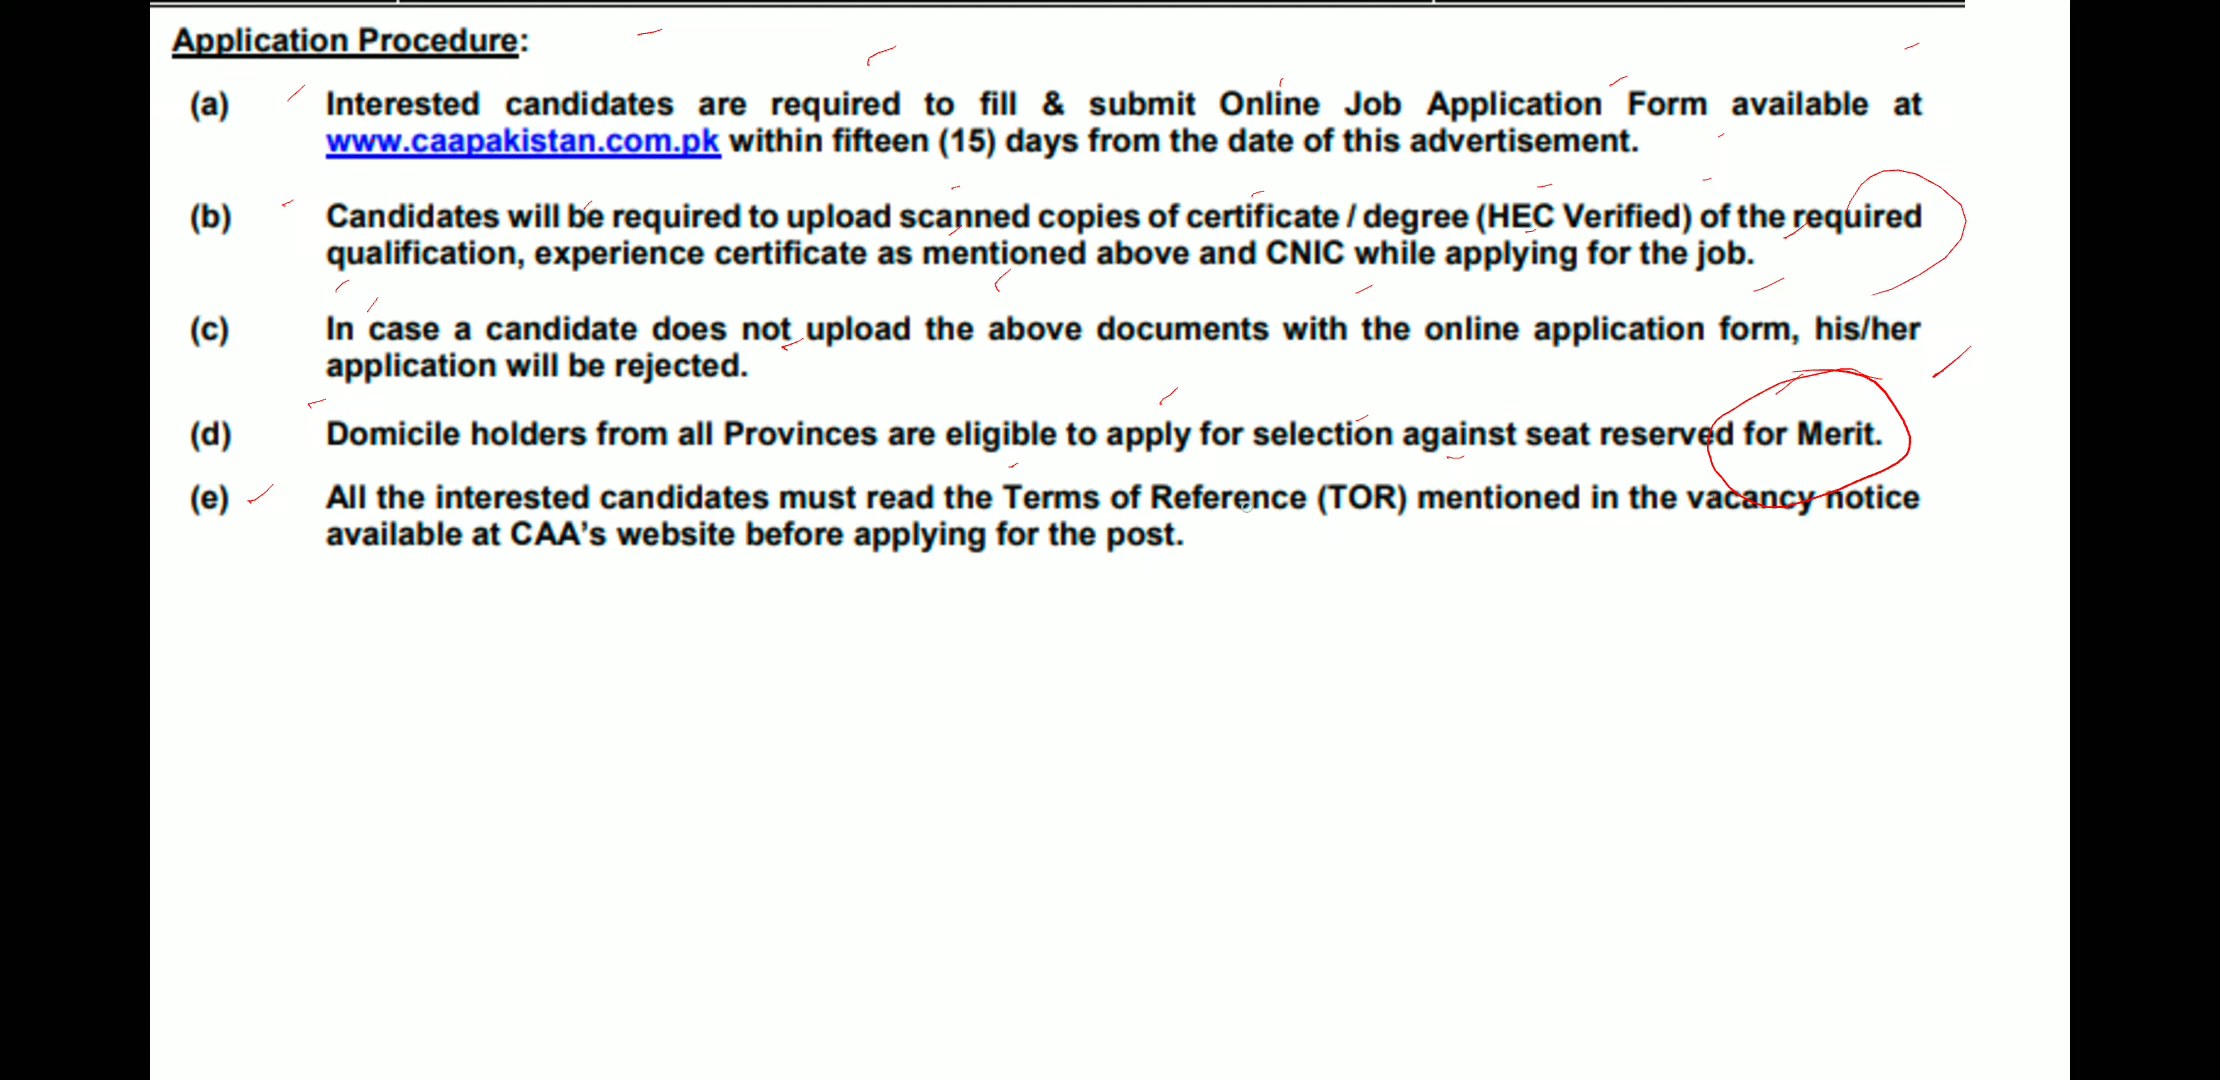 Application Procedure:
(a) Interested candidates are required to fill & submit Online Job Application Form available at
www.caapakistan.com.pk within fifteen (15) days from the date of this advertisement.
(b) Candidates will be required to upload scanned copies of certificate / degree (HEC Verified) of the required
qualification, experience certificate as mentioned above and CNIC while applying for the job.
(c) In case a candidate does not upload the above documents with the online application form, his/her
application will be rejected.
(d) Domicile holders from all Provinces are eligible to apply for selection against seat reserved for Merit.
(e) All the interested candidates must read the Terms of Reference (TOR) mentioned in the vacancy notice
available at CAA's website before applying for the post.